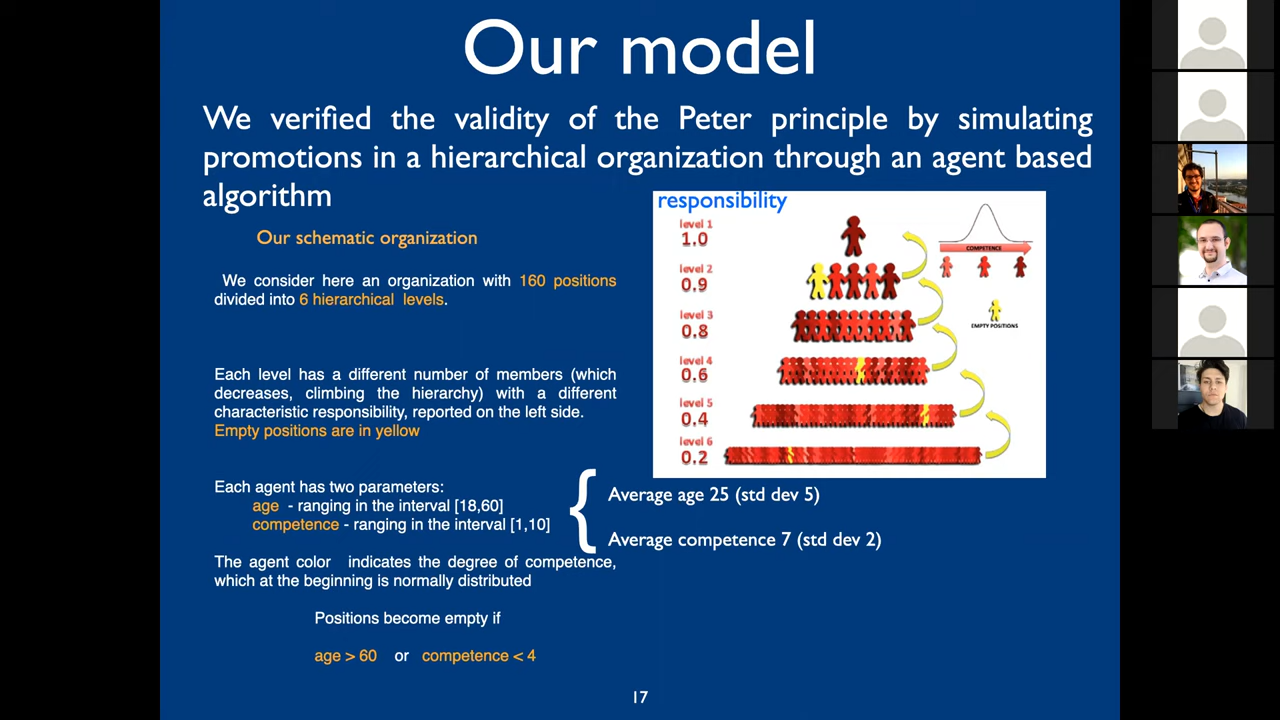 Our model
We verified the validity of the Peter principle by simulating
promotions in a hierarchical organization through an agent based
algorithm
Our schematic organization
We consider here an organization with 160 positions
divided into 6 hierarchical levels.
Each level has a different number of members (which
decreases, climbing the hierarchy) with a different
characteristic responsibility, reported on the left side.
Empty positions are in yellow
Each agent has two parameters:
age - ranging in the interval [18,60]
competence - ranging in the interval [1,10]
The agent color indicates the degree of competence,
which at the beginning is normally distributed
Positions become empty if
age > 60 or competence < 4
responsibility
level 1
1.0
level 2
0.9
level 3
0.8
level 4
0.6
level 5
0.4
level 6
0.2
COMPETENCE
EMPTY POSITIONS
Average age 25 (std dev 5)
Average competence 7 (std dev 2)
17